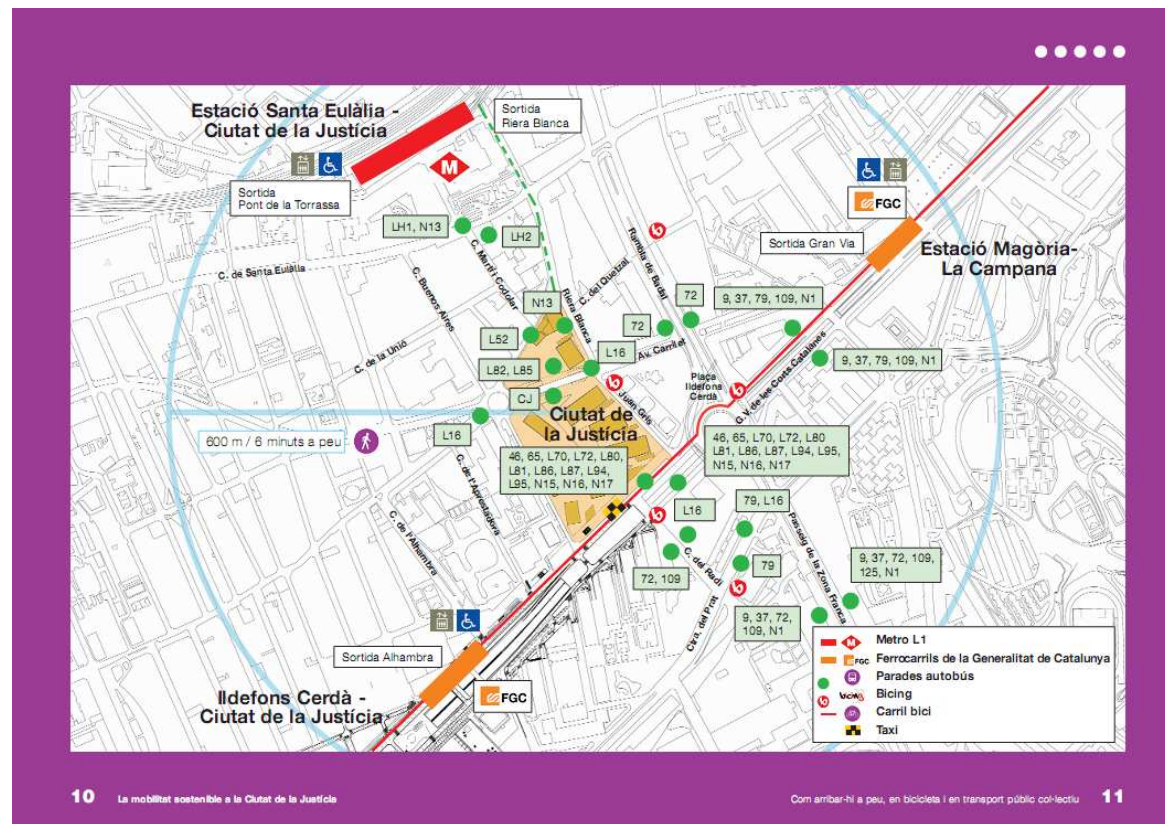 Estació Santa Eulàlia -
Ciutat de la Justícia
Sortida
Riera Blanca
M
Sortida
Pont de la Torrassa
FGC
Sortida Gran Via
Estació Magòria-
La Campana
LH1, N13
LH2
C. de Santa Eulàlia
C. Martí i Codolar
C. Buenos Aires
Rambla de Badal
C. del Quetzal
Riera Blanca
N13
72
9, 37, 79, 109, N1
L52
72
C. de la Unió
L16
Av. Carrilet
L82, L85
9, 37, 79, 109, N1
Plaça
Ildefons
Cerdà
G.V. de les Corts Catalanes
CJ
Juan Gris
Ciutat de
la Justícia
600 m / 6 minuts a peu
L16
46, 65, L70, L72, L80,
L81, L86, L87, L94,
L95, N15, N16, N17
46, 65, L70, L72, L80
L81, L86, L87, L94, L95,
N15, N16, N17
C. de l'Aprestadora
C. de l'Alhambra
L16
79, L16
Passeig de la Zona Franca
C. del Radi
72, 109
79
9, 37, 72, 109,
125, N1
Ctra. del Prat
9, 37, 72,
109, N1
Sortida Alhambra
FGC
Ildefons Cerdà -
Ciutat de la Justícia
M Metro L1
FGC Ferrocarrils de la Generalitat de Catalunya
Parades autobús
bicing Bicing
Carril bici
Taxi
10 La mobilitat sostenible a la Ciutat de la Justícia
Com arribar-hi a peu, en bicicleta i en transport públic col·lectiu 11